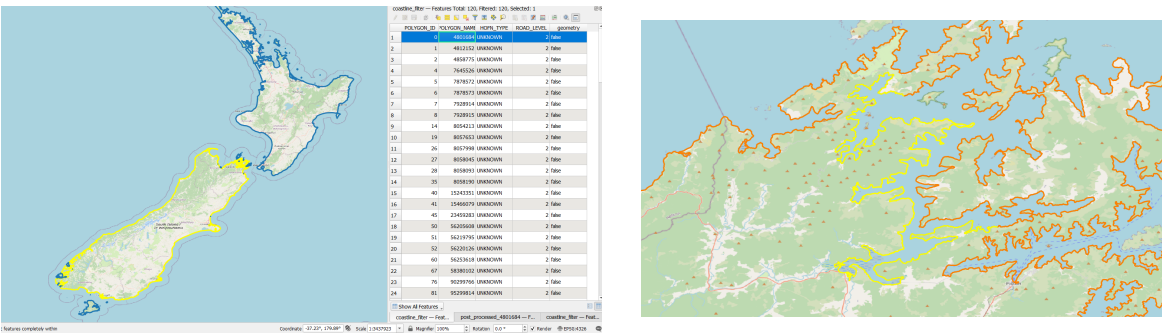 coastline_filter — Features Total: 120, Filtered: 120, Selected: 1
POLYGON_ID POLYGON_NAME HDFN_TYPE ROAD_LEVEL geometry
1 0 4801684 UNKNOWN 2 false
2 1 4812152 UNKNOWN 2 false
3 2 4858775 UNKNOWN 2 false
4 4 7645526 UNKNOWN 2 false
5 5 7878572 UNKNOWN 2 false
6 6 7878573 UNKNOWN 2 false
7 7 7928914 UNKNOWN 2 false
8 8 7928915 UNKNOWN 2 false
9 14 8054213 UNKNOWN 2 false
10 19 8057653 UNKNOWN 2 false
11 26 8057998 UNKNOWN 2 false
12 27 8058045 UNKNOWN 2 false
13 28 8058093 UNKNOWN 2 false
14 35 8058190 UNKNOWN 2 false
15 40 15243351 UNKNOWN 2 false
16 41 15466079 UNKNOWN 2 false
17 45 23459283 UNKNOWN 2 false
18 50 56205608 UNKNOWN 2 false
19 51 56219795 UNKNOWN 2 false
20 52 56220126 UNKNOWN 2 false
21 60 56253618 UNKNOWN 2 false
22 67 58380102 UNKNOWN 2 false
23 76 90299766 UNKNOWN 2 false
24 81 95299814 UNKNOWN 2 false
Show All Features
coastline_filter — Feat... post_processed_4801684 — F... coastline_filter — Feat...
features completely within Coordinate -37.23°, 179.89° Scale 1:3437923 Magnifier 100% Rotation 0.0 ° Render EPSG:4326